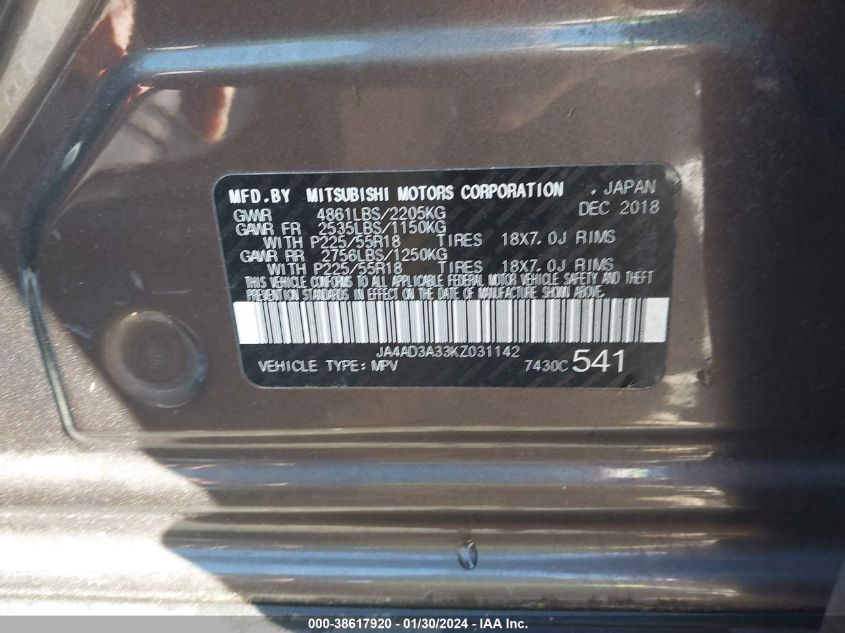 MFD.BY MITSUBISHI MOTORS CORPORATION . JAPAN
GVWR 4861LBS/2205KG DEC 2018
GAWR FR 2535LBS/1150KG
WITH P225/55R18 TIRES 18X7.0J RIMS
GAWR RR 2756LBS/1250KG
WITH P225/55R18 TIRES 18X7.0J RIMS
THIS VEHICLE CONFORMS TO ALL APPLICABLE FEDERAL MOTOR VEHICLE SAFETY AND THEFT
PREVENTION STANDARDS IN EFFECT ON THE DATE OF MANUFACTURE SHOWN ABOVE.
JA4AD3A33KZ031142
VEHICLE TYPE: MPV 7430C 541
000-38617920 - 01/30/2024 - IAA Inc.